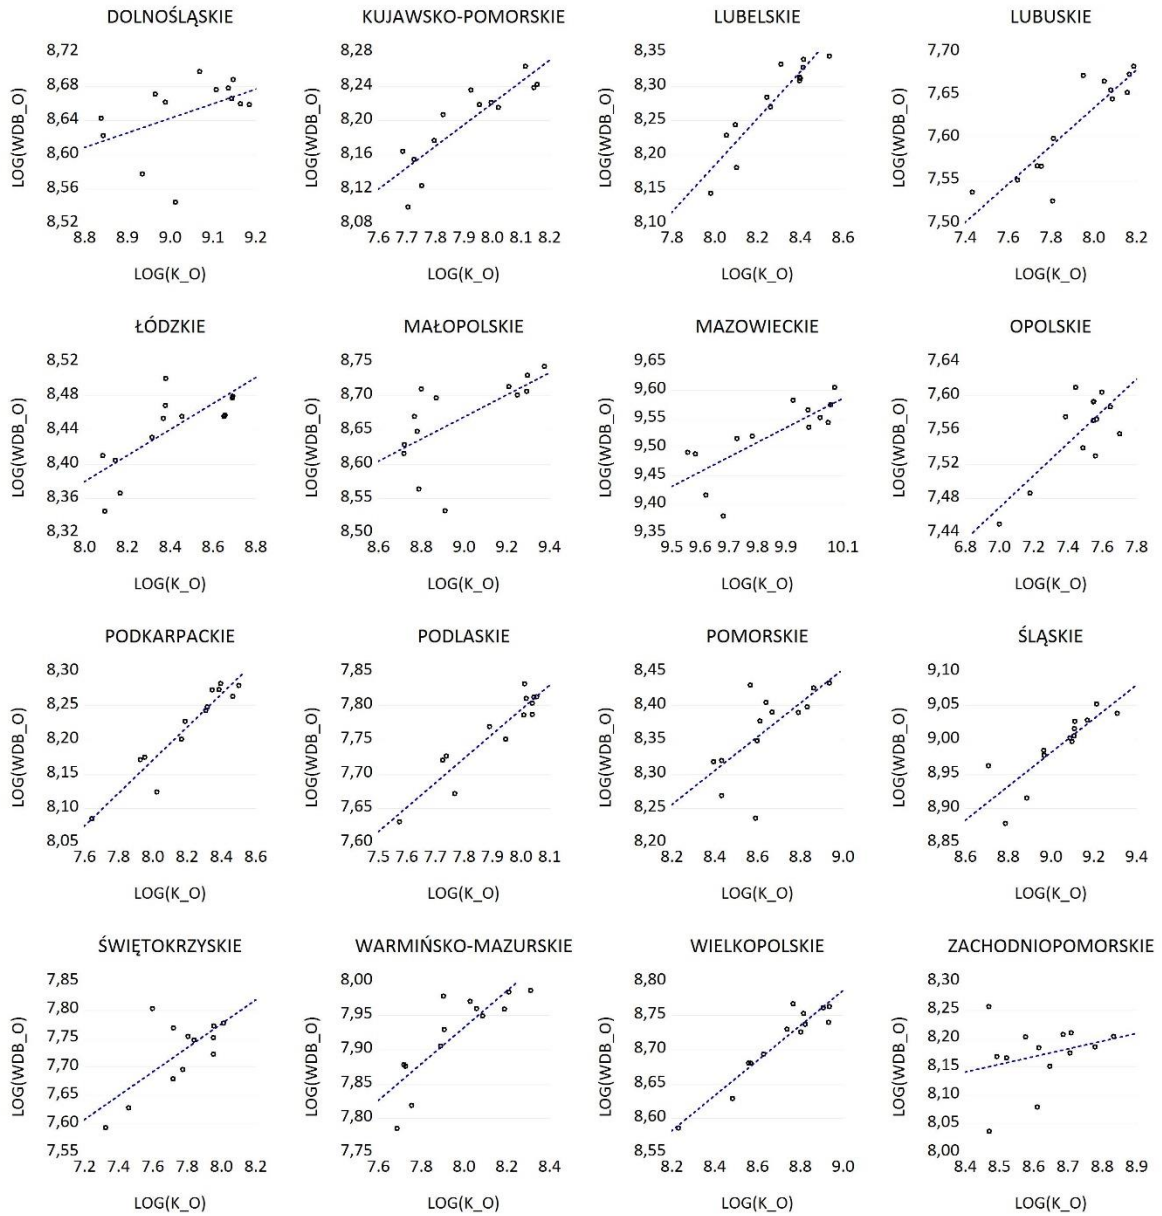 DOLNOŚLĄSKIE
8,72
8,68
8,64
8,60
8,56
8,52
LOG(WDB_O)
8.8 8.9 9.0 9.1 9.2
LOG(K_O)
KUJAWSKO-POMORSKIE
8,28
8,24
8,20
8,16
8,12
8,08
LOG(WDB_O)
7.6 7.7 7.8 8.0 8.1 8.2
LOG(K_O)
LUBELSKIE
8,35
8,30
8,25
8,20
8,15
8,10
LOG(WDB_O)
7.8 8.0 8.2 8.4 8.6
LOG(K_O)
LUBUSKIE
7,70
7,65
7,60
7,55
7,50
LOG(WDB_O)
7.4 7.6 7.8 8.0 8.2
LOG(K_O)
ŁÓDZKIE
8,52
8,48
8,44
8,40
8,36
8,32
LOG(WDB_O)
8.0 8.2 8.4 8.6 8.8
LOG(K_O)
MAŁOPOLSKIE
8,75
8,70
8,65
8,60
8,55
8,50
LOG(WDB_O)
8.6 8.8 9.0 9.2 9.4
LOG(K_O)
MAZOWIECKIE
9,65
9,60
9,55
9,50
9,45
9,40
9,35
LOG(WDB_O)
9.5 9.6 9.7 9.8 9.9 10.1
LOG(K_O)
OPOLSKIE
7,64
7,60
7,56
7,52
7,48
7,44
LOG(WDB_O)
6.8 7.0 7.2 7.4 7.6 7.8
LOG(K_O)
PODKARPACKIE
8,30
8,25
8,20
8,15
8,10
8,05
LOG(WDB_O)
7.6 7.8 8.0 8.2 8.4 8.6
LOG(K_O)
PODLASKIE
7,85
7,80
7,75
7,70
7,65
7,60
LOG(WDB_O)
7.5 7.6 7.7 7.9 8.0 8.1
LOG(K_O)
POMORSKIE
8,45
8,40
8,35
8,30
8,25
8,20
LOG(WDB_O)
8.2 8.4 8.6 8.8 9.0
LOG(K_O)
ŚLĄSKIE
9,10
9,05
9,00
8,95
8,90
8,85
LOG(WDB_O)
8.6 8.8 9.0 9.2 9.4
LOG(K_O)
ŚWIĘTOKRZYSKIE
7,85
7,80
7,75
7,70
7,65
7,60
7,55
LOG(WDB_O)
7.2 7.4 7.6 7.8 8.0 8.2
LOG(K_O)
WARMIŃSKO-MAZURSKIE
8,00
7,95
7,90
7,85
7,80
7,75
LOG(WDB_O)
7.6 7.8 8.0 8.2 8.4
LOG(K_O)
WIELKOPOLSKIE
8,80
8,75
8,70
8,65
8,60
8,55
LOG(WDB_O)
8.2 8.4 8.6 8.8 9.0
LOG(K_O)
ZACHODNIOPOMORSKIE
8,30
8,25
8,20
8,15
8,10
8,05
8,00
LOG(WDB_O)
8.4 8.5 8.6 8.7 8.8 8.9
LOG(K_O)